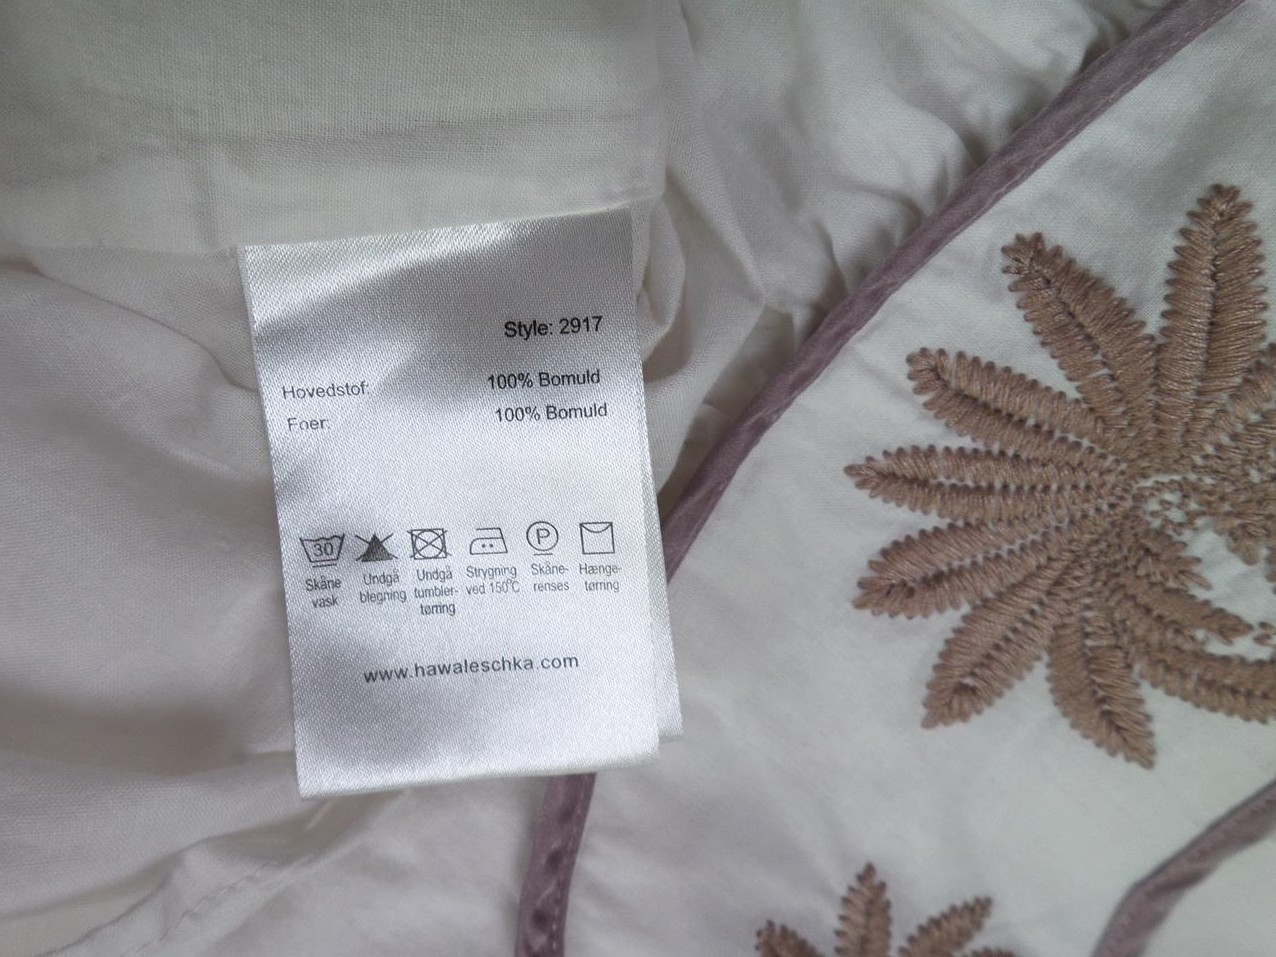 Style: 2917
Hovedstof: 100% Bomuld
Foer: 100% Bomuld
30 P
Skåne vask
Undgå blegning
Undgå tumbler-tørring
Strygning ved 150°C
Skåne-renses
Hænge-tørring
www.hawaleschka.com